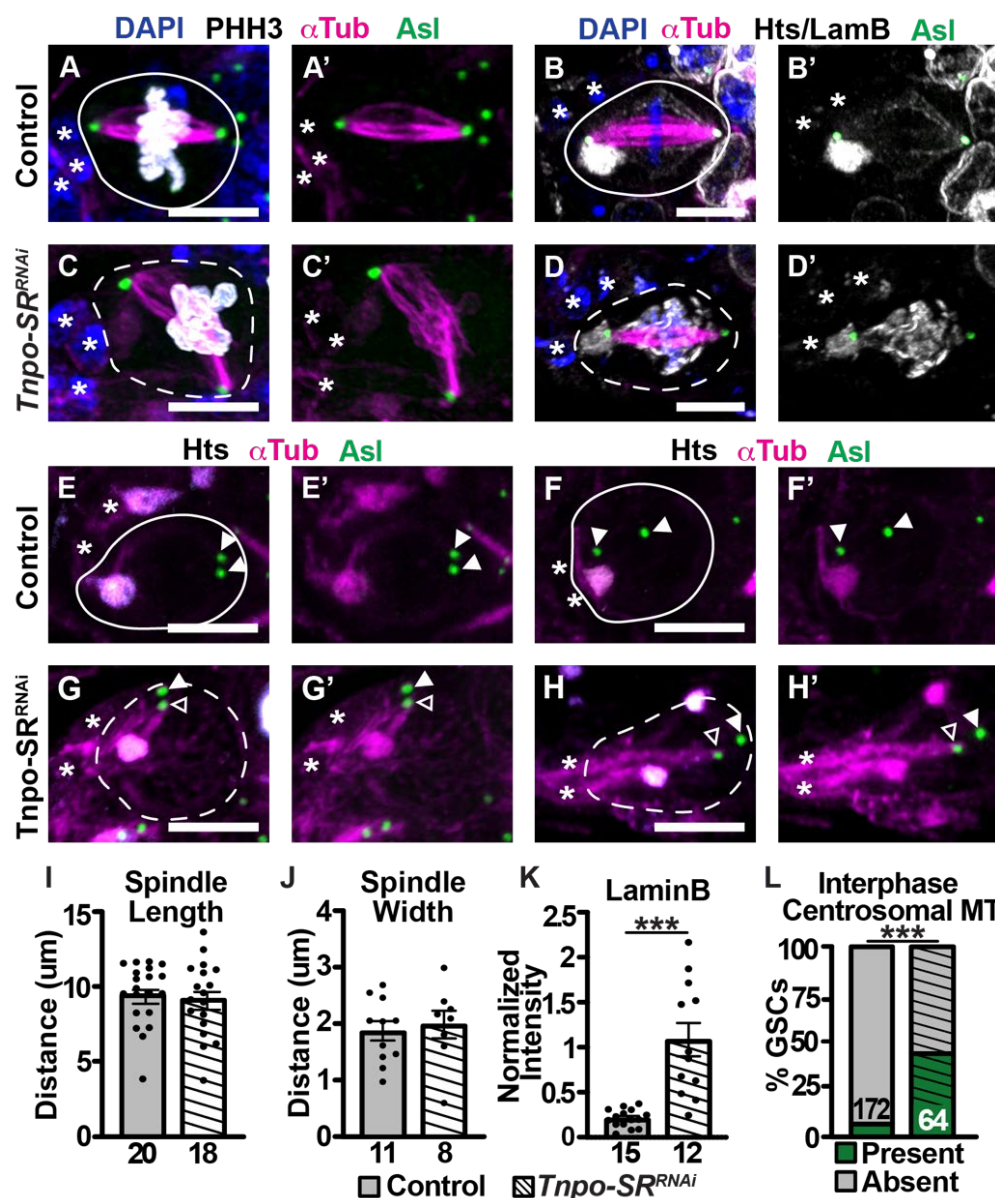 DAPI PHH3 αTub Asl DAPI αTub Hts/LamB Asl
Control
A A’ B B’
* * * * * * * * * *
Tnpo-SR^RNAi
C C’ D D’
* * * * * * * * * * * *
Hts αTub Asl Hts αTub Asl
Control
E E’ F F’
* * * * * *
Tnpo-SR^RNAi
G G’ H H’
* * * * * * * *
I Spindle Length
Distance (um)
15
10
5
0
20 18
J Spindle Width
Distance (um)
4
3
2
1
0
11 8
K LaminB
Normalized Intensity
2.5
2
1.5
1
0.5
0
***
15 12
L Interphase Centrosomal MT
% GSCs
100
75
50
25
0
***
172 64
Present
Absent
Control Tnpo-SR^RNAi